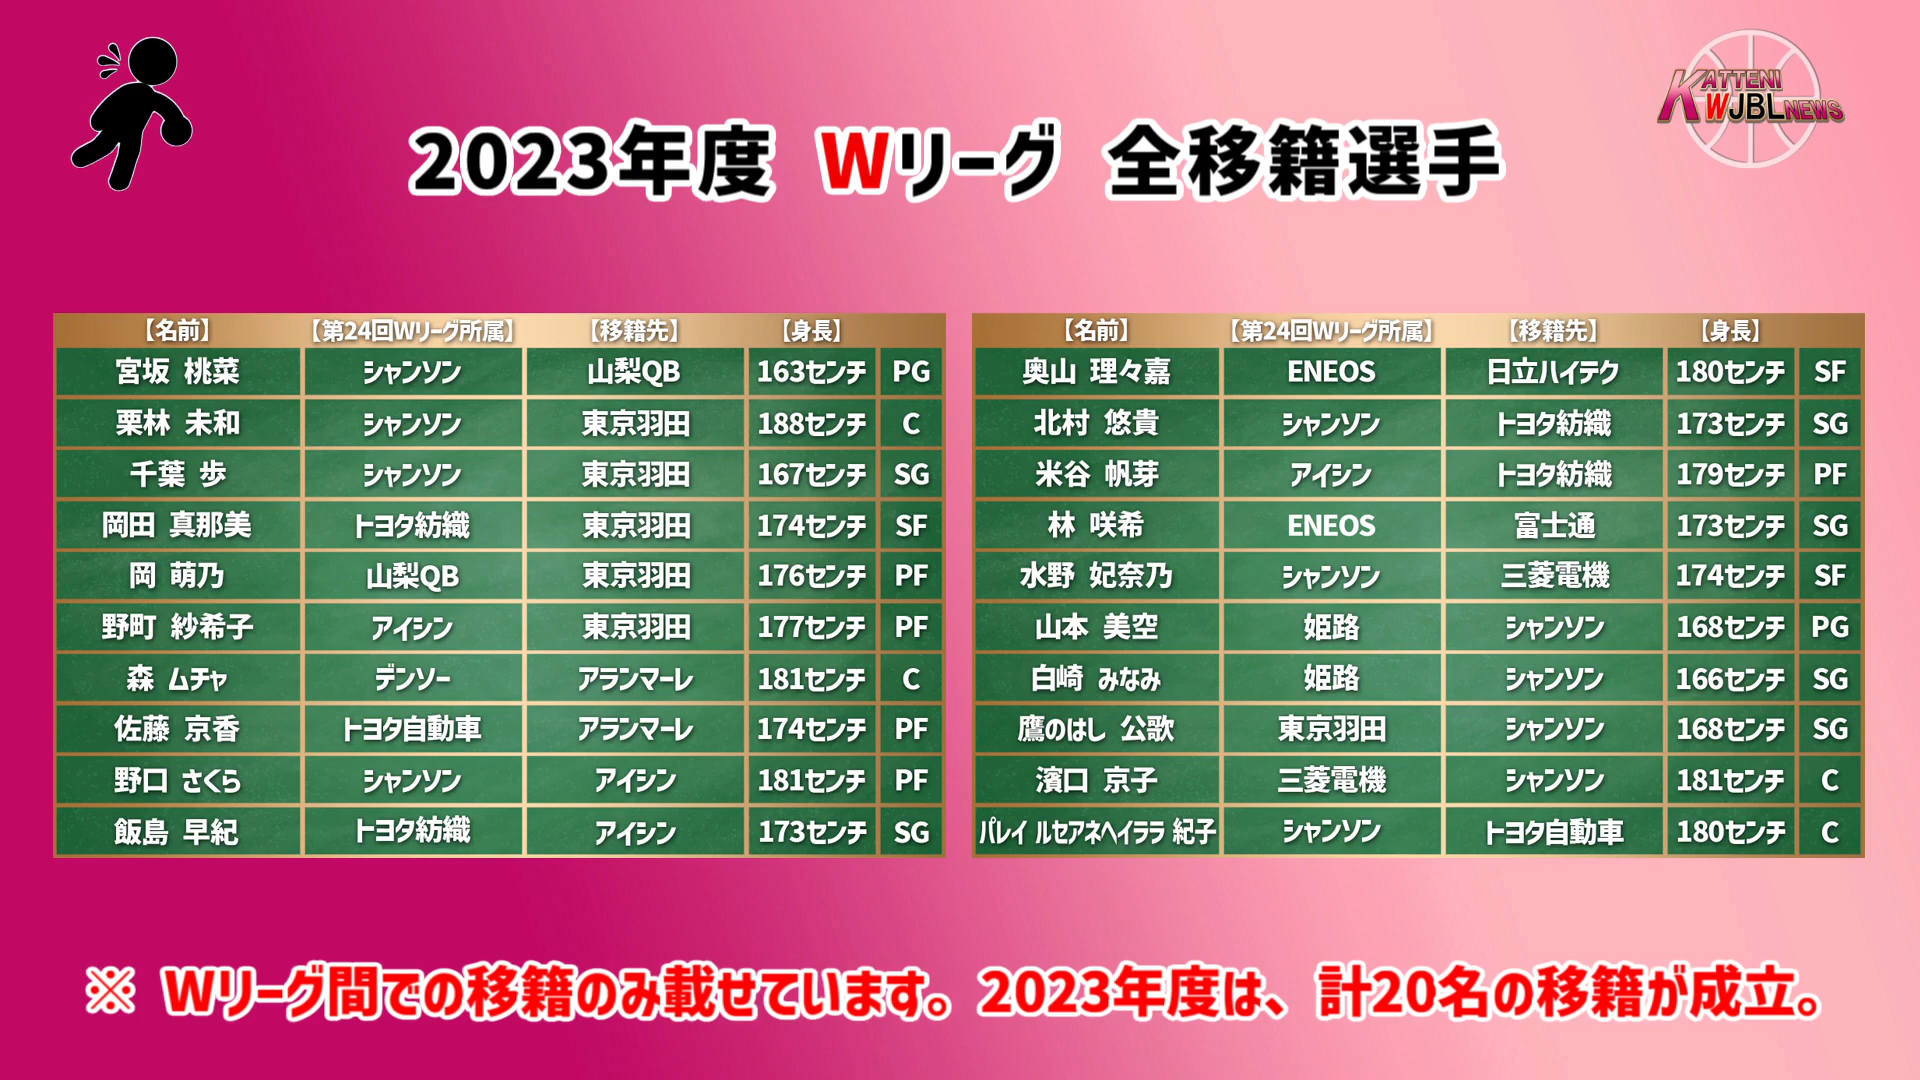 KATTENI
WJBL NEWS
2023年度 Wリーグ 全移籍選手
【名前】 【第24回Wリーグ所属】 【移籍先】 【身長】
宮坂 桃菜 シャンソン 山梨QB 163センチ PG
栗林 未和 シャンソン 東京羽田 188センチ C
千葉 歩 シャンソン 東京羽田 167センチ SG
岡田 真那美 トヨタ紡織 東京羽田 174センチ SF
岡 萌乃 山梨QB 東京羽田 176センチ PF
野町 紗希子 アイシン 東京羽田 177センチ PF
森 ムチャ デンソー アランマーレ 181センチ C
佐藤 京香 トヨタ自動車 アランマーレ 174センチ PF
野口 さくら シャンソン アイシン 181センチ PF
飯島 早紀 トヨタ紡織 アイシン 173センチ SG
【名前】 【第24回Wリーグ所属】 【移籍先】 【身長】
奥山 理々嘉 ENEOS 日立ハイテク 180センチ SF
北村 悠貴 シャンソン トヨタ紡織 173センチ SG
米谷 帆芽 アイシン トヨタ紡織 179センチ PF
林 咲希 ENEOS 富士通 173センチ SG
水野 妃奈乃 シャンソン 三菱電機 174センチ SF
山本 美空 姫路 シャンソン 168センチ PG
白崎 みなみ 姫路 シャンソン 166センチ SG
鷹のはし 公歌 東京羽田 シャンソン 168センチ SG
濱口 京子 三菱電機 シャンソン 181センチ C
パレイ ルセアネヘイララ 紀子 シャンソン トヨタ自動車 180センチ C
※ Wリーグ間での移籍のみ載せています。2023年度は、計20名の移籍が成立。